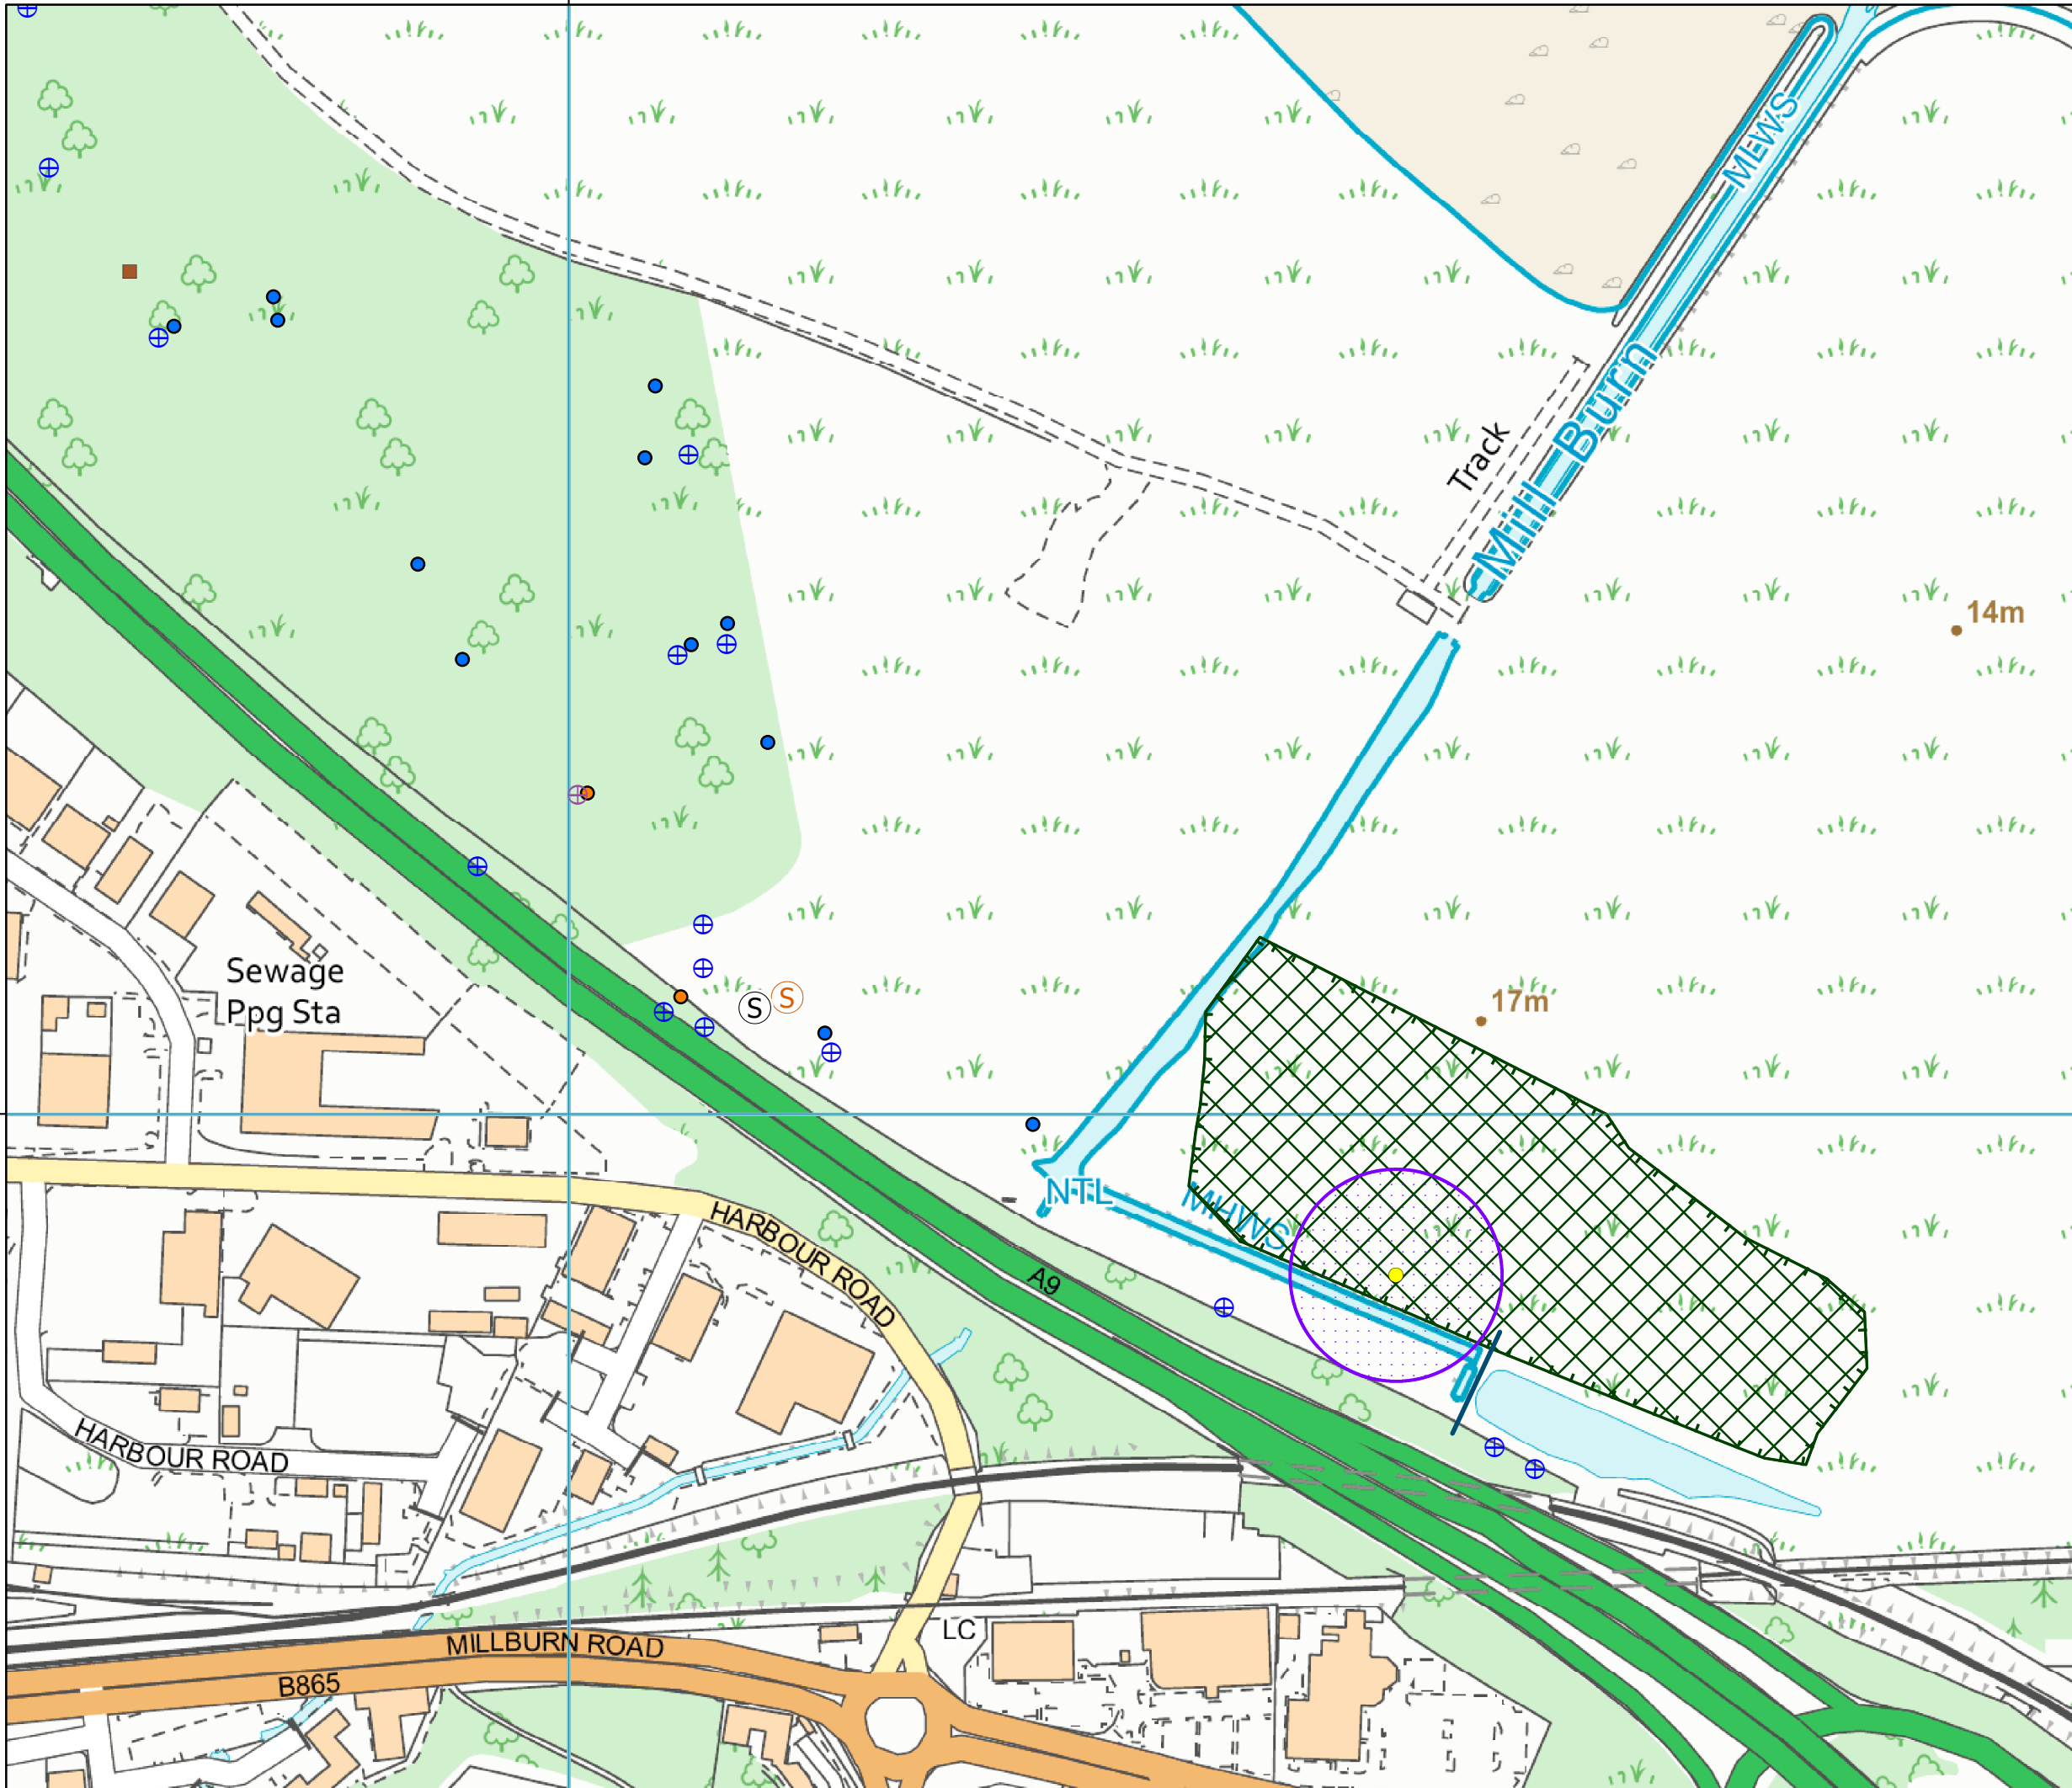 MLWS
Mill Burn
Track
14m
Sewage
Ppg Sta
S
S
17m
NTL
MHWS
HARBOUR ROAD
A9
HARBOUR ROAD
LC
MILLBURN ROAD
B865